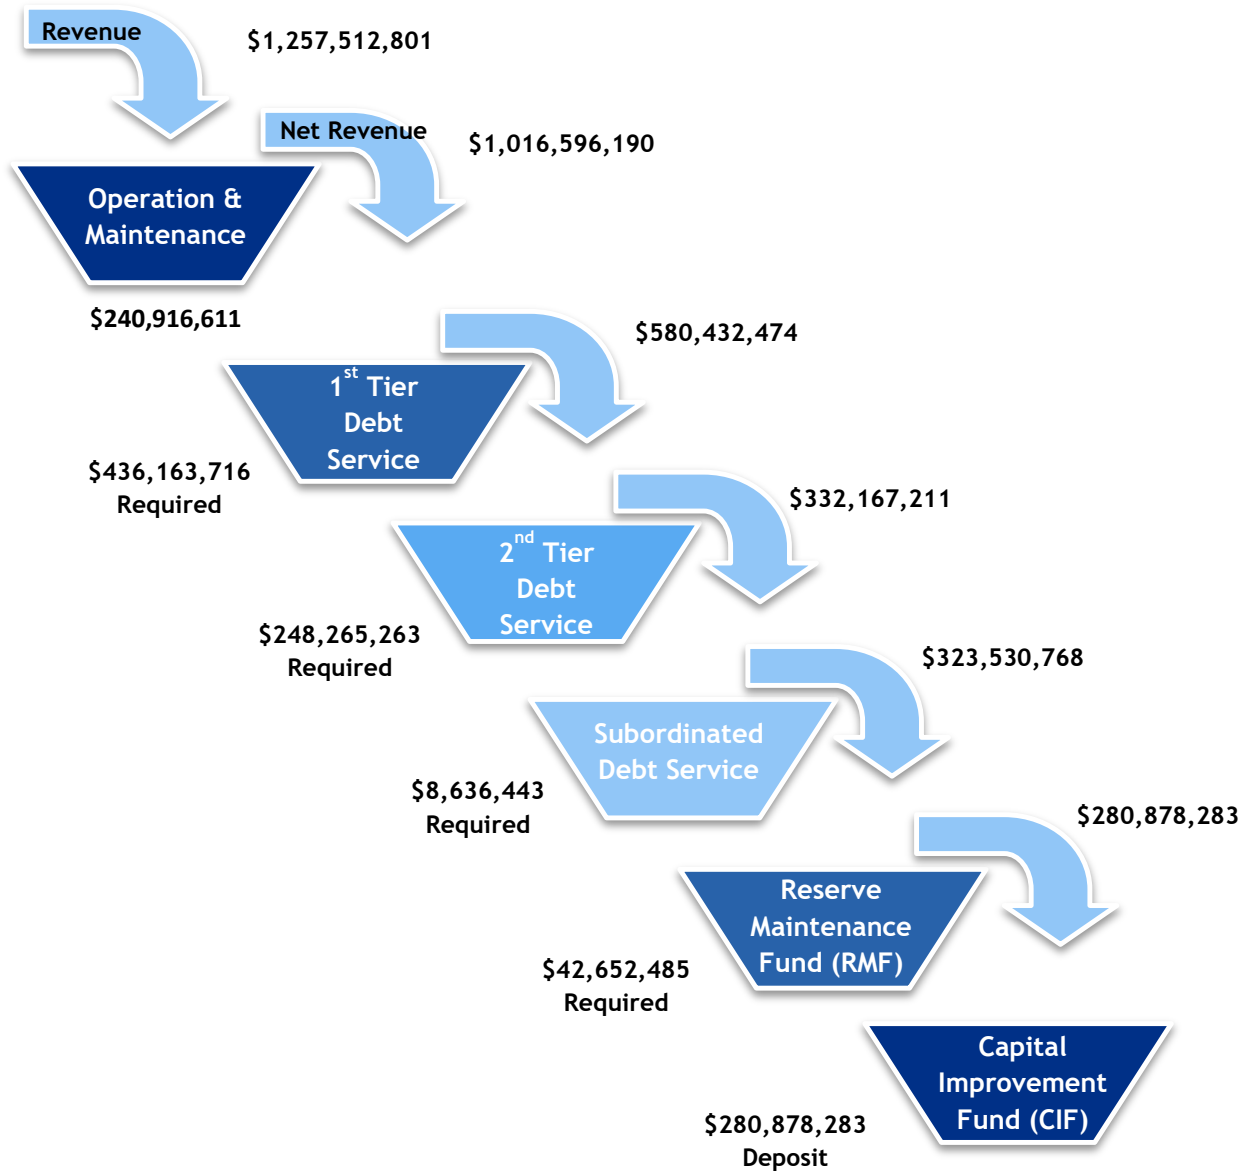 Revenue
$1,257,512,801
Net Revenue
$1,016,596,190
Operation &
Maintenance
$240,916,611
$580,432,474
1st Tier
Debt
Service
$436,163,716
Required
$332,167,211
2nd Tier
Debt
Service
$248,265,263
Required
$323,530,768
Subordinated
Debt Service
$8,636,443
Required
$280,878,283
Reserve
Maintenance
Fund (RMF)
$42,652,485
Required
Capital
Improvement
Fund (CIF)
$280,878,283
Deposit